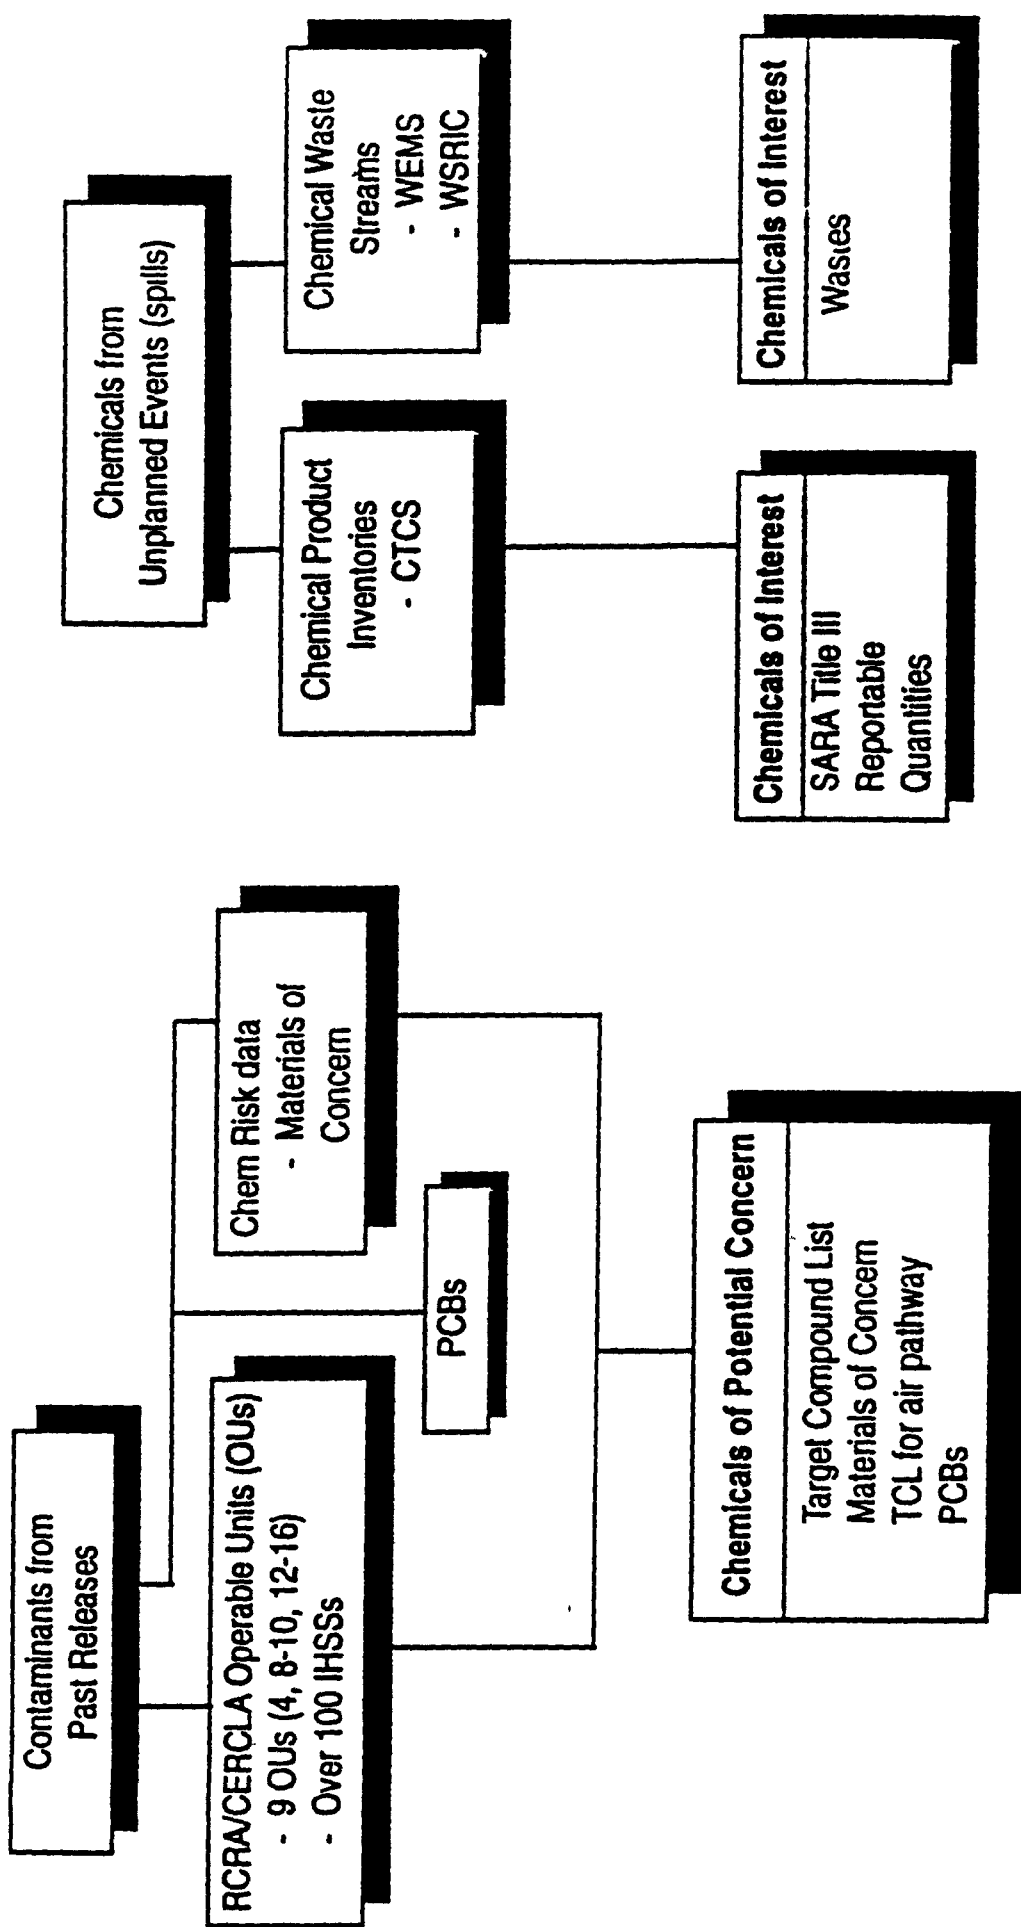 Contaminants from
Past Releases
RCRA/CERCLA Operable Units (OUs)
- 9 OUs (4, 8-10, 12-16)
- Over 100 IHSSs
Chem Risk data
- Materials of
Concern
PCBs
Chemicals of Potential Concern
Target Compound List
Materials of Concern
TCL for air pathway
PCBs
Chemicals from
Unplanned Events (spills)
Chemical Product
Inventories
- CTCS
Chemical Waste
Streams
- WEMS
- WSRIC
Chemicals of Interest
SARA Title III
Reportable
Quantities
Chemicals of Interest
Wastes